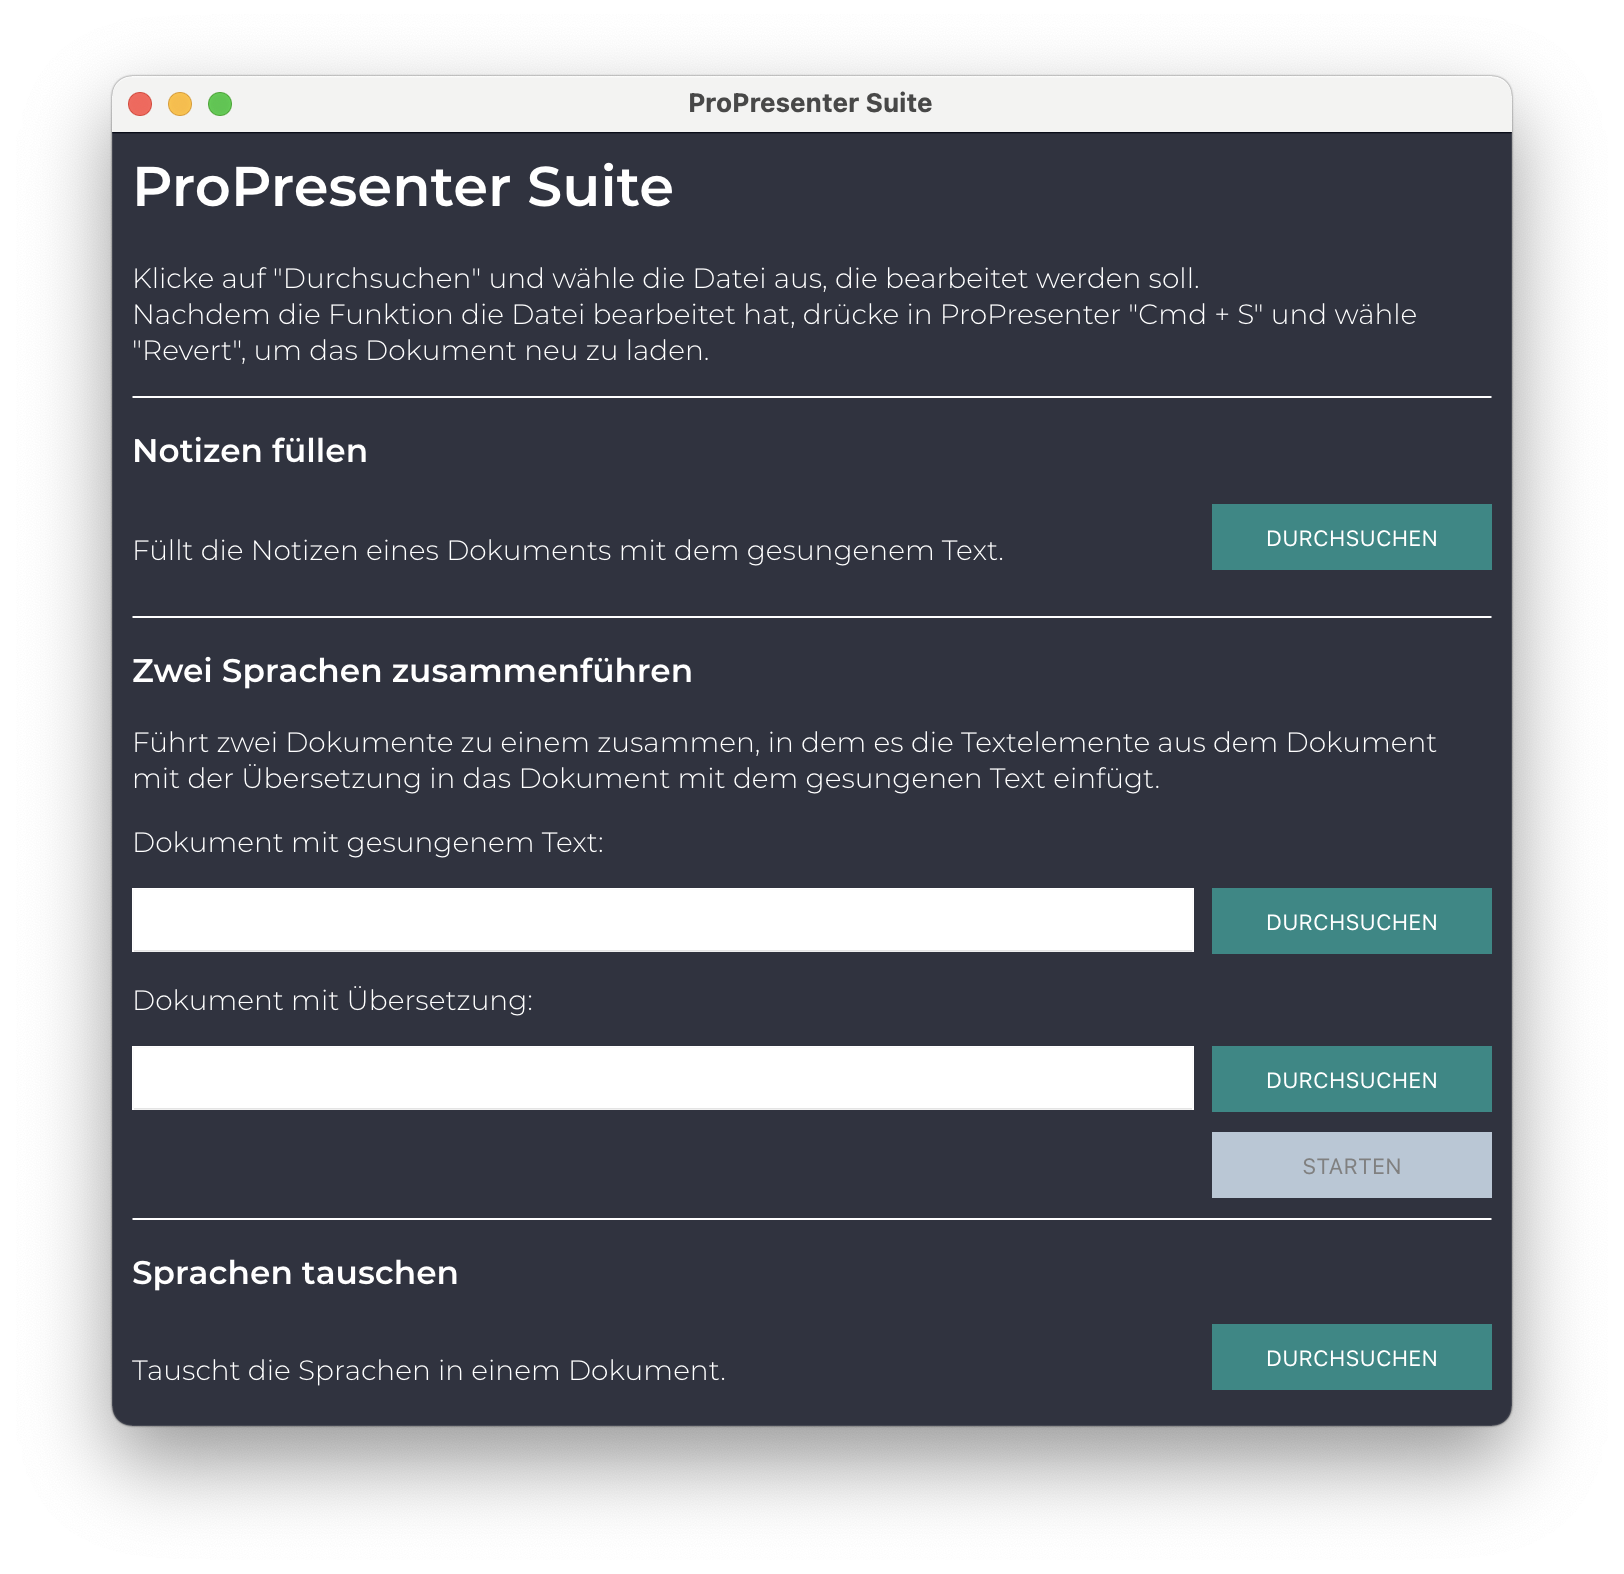 ProPresenter Suite
ProPresenter Suite
Klicke auf "Durchsuchen" und wähle die Datei aus, die bearbeitet werden soll.
Nachdem die Funktion die Datei bearbeitet hat, drücke in ProPresenter "Cmd + S" und wähle
"Revert", um das Dokument neu zu laden.
Notizen füllen
Füllt die Notizen eines Dokuments mit dem gesungenem Text.
DURCHSUCHEN
Zwei Sprachen zusammenführen
Führt zwei Dokumente zu einem zusammen, in dem es die Textelemente aus dem Dokument
mit der Übersetzung in das Dokument mit dem gesungenen Text einfügt.
Dokument mit gesungenem Text:
DURCHSUCHEN
Dokument mit Übersetzung:
DURCHSUCHEN
STARTEN
Sprachen tauschen
Tauscht die Sprachen in einem Dokument.
DURCHSUCHEN